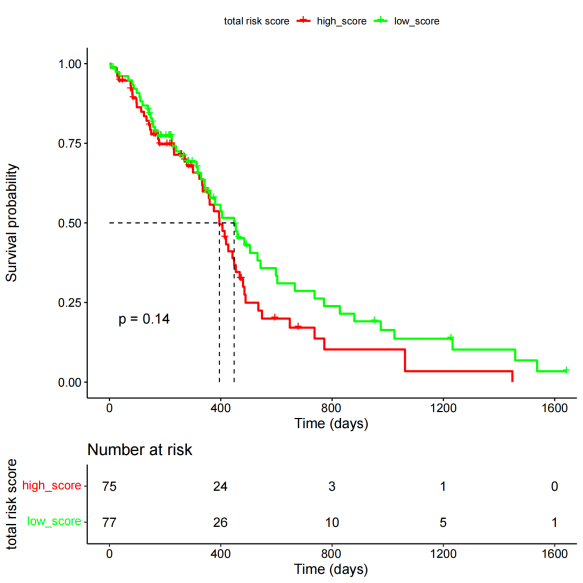 total risk score high_score low_score
1.00
0.75
0.50
0.25
0.00
Survival probability
p = 0.14
0 400 800 1200 1600
Time (days)
Number at risk
total risk score
high_score 75 24 3 1 0
low_score 77 26 10 5 1
0 400 800 1200 1600
Time (days)